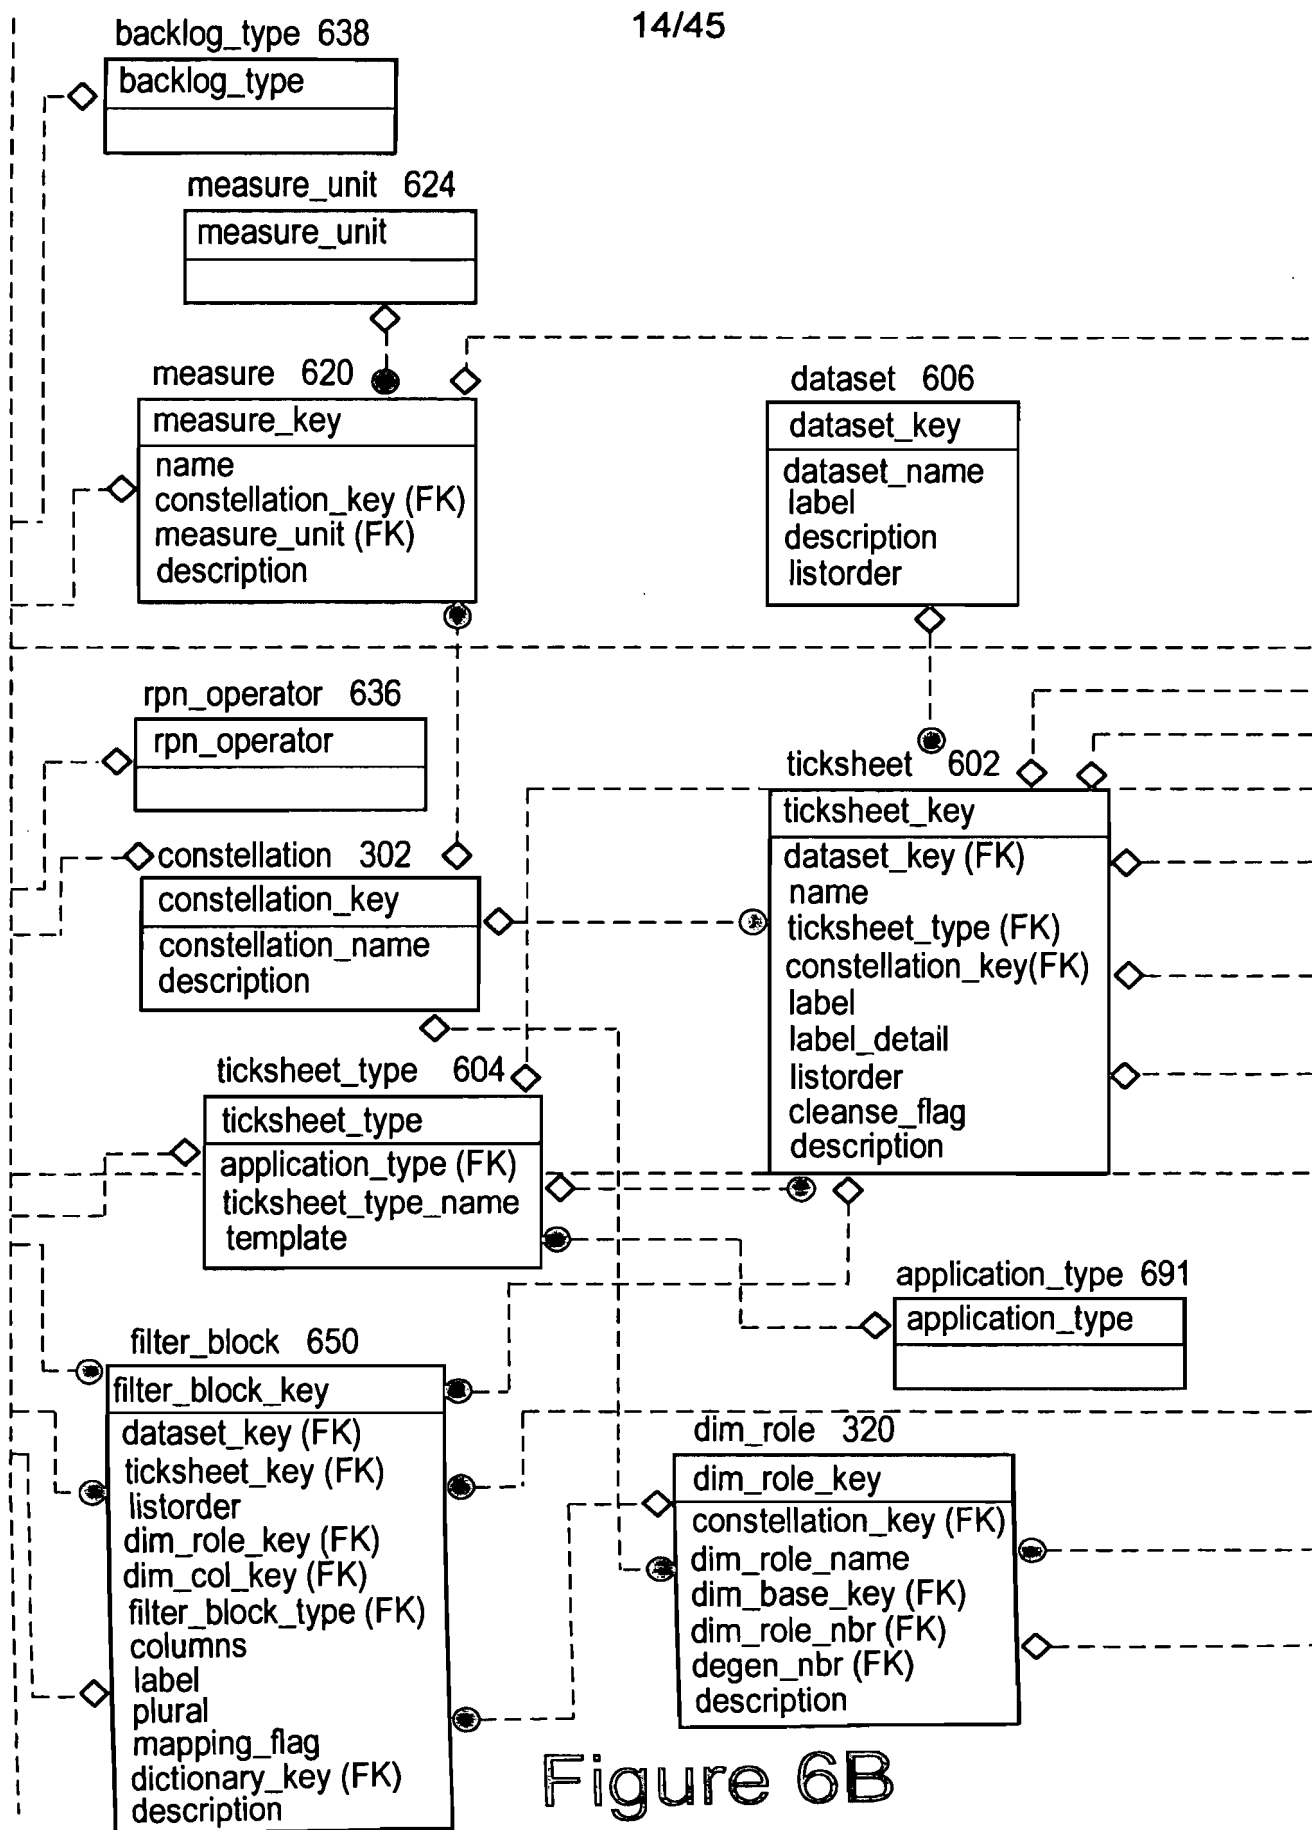 14/45
backlog_type 638
backlog_type
measure_unit 624
measure_unit
measure 620
measure_key
name
constellation_key (FK)
measure_unit (FK)
description
dataset 606
dataset_key
dataset_name
label
description
listorder
rpn_operator 636
rpn_operator
ticksheet 602
ticksheet_key
dataset_key (FK)
name
ticksheet_type (FK)
constellation_key(FK)
label
label_detail
listorder
cleanse_flag
description
constellation 302
constellation_key
constellation_name
description
ticksheet_type 604
ticksheet_type
application_type (FK)
ticksheet_type_name
template
application_type 691
application_type
filter_block 650
filter_block_key
dataset_key (FK)
ticksheet_key (FK)
listorder
dim_role_key (FK)
dim_col_key (FK)
filter_block_type (FK)
columns
label
plural
mapping_flag
dictionary_key (FK)
description
dim_role 320
dim_role_key
constellation_key (FK)
dim_role_name
dim_base_key (FK)
dim_role_nbr (FK)
degen_nbr (FK)
description
Figure 6B